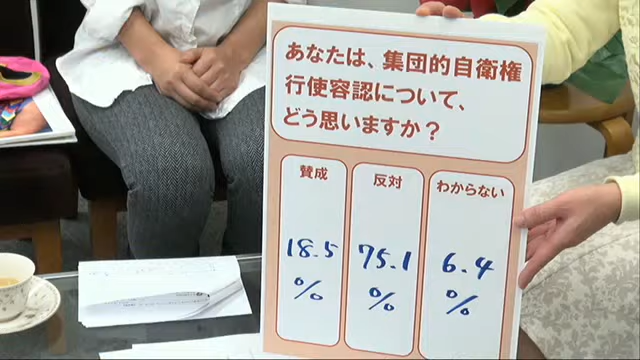 あなたは、集団的自衛権
行使容認について、
どう思いますか？
賛成 反対 わからない
18.5 75.1 6.4
% % %